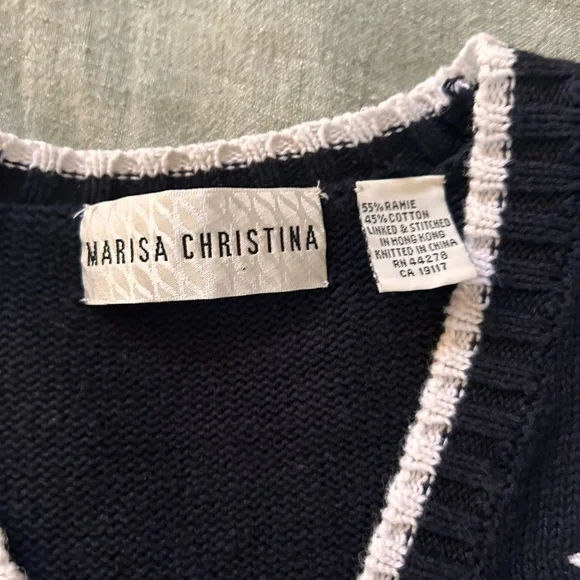 MARISA CHRISTINA
55% RAMIE
45% COTTON
LINKED & STITCHED
IN HONG KONG
KNITTED IN CHINA
RN 44278
CA 19117